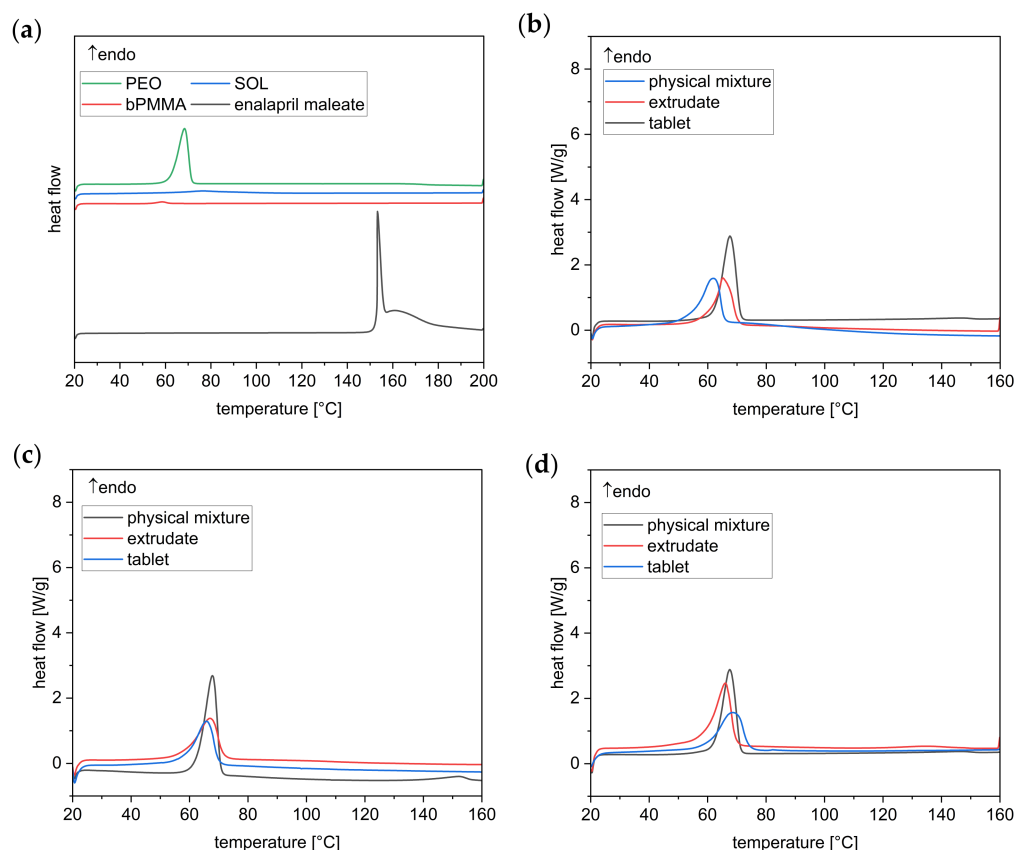 (a)
↑endo
PEO
SOL
bPMMA
enalapril maleate
heat flow
20 40 60 80 100 120 140 160 180 200
temperature [°C]
(b)
↑endo
physical mixture
extrudate
tablet
8
6
4
2
0
heat flow [W/g]
20 40 60 80 100 120 140 160
temperature [°C]
(c)
↑endo
physical mixture
extrudate
tablet
8
6
4
2
0
heat flow [W/g]
20 40 60 80 100 120 140 160
temperature [°C]
(d)
↑endo
physical mixture
extrudate
tablet
8
6
4
2
0
heat flow [W/g]
20 40 60 80 100 120 140 160
temperature [°C]